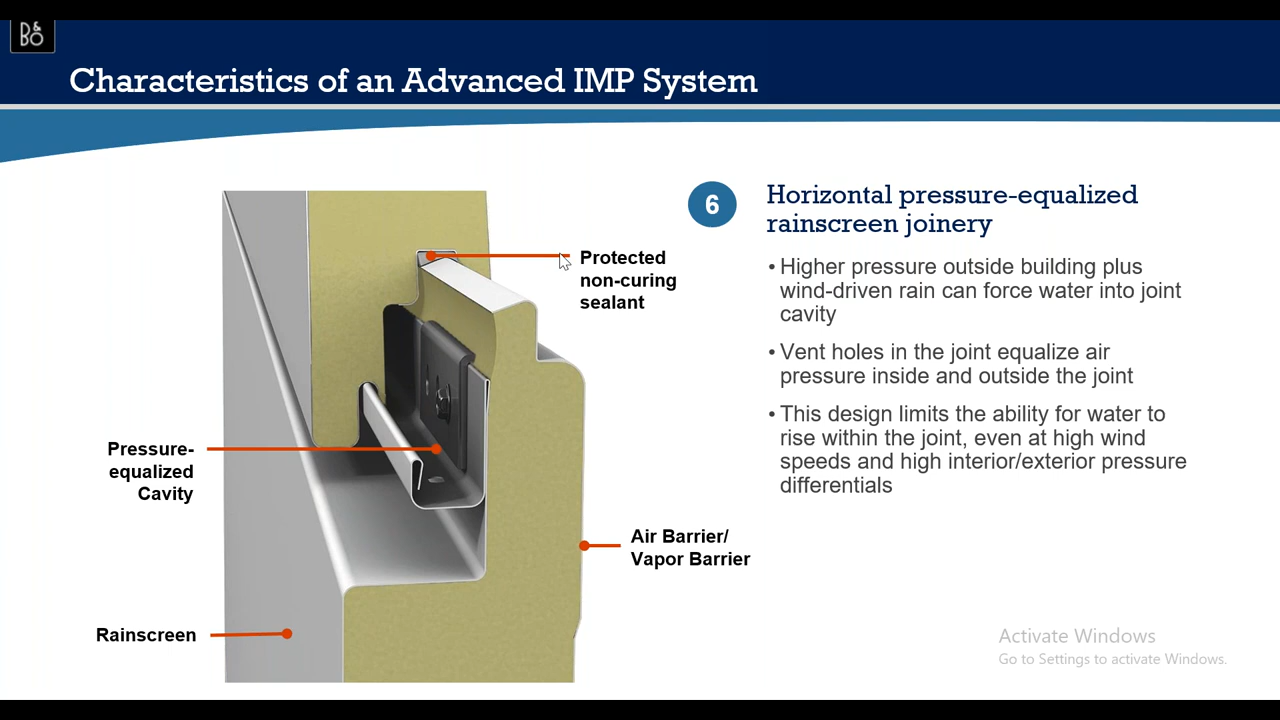 B&
BO
Characteristics of an Advanced IMP System
6
Horizontal pressure-equalized
rainscreen joinery
• Higher pressure outside building plus
wind-driven rain can force water into joint
cavity
• Vent holes in the joint equalize air
pressure inside and outside the joint
• This design limits the ability for water to
rise within the joint, even at high wind
speeds and high interior/exterior pressure
differentials
Protected
non-curing
sealant
Pressure-
equalized
Cavity
Air Barrier/
Vapor Barrier
Rainscreen
Activate Windows
Go to Settings to activate Windows.